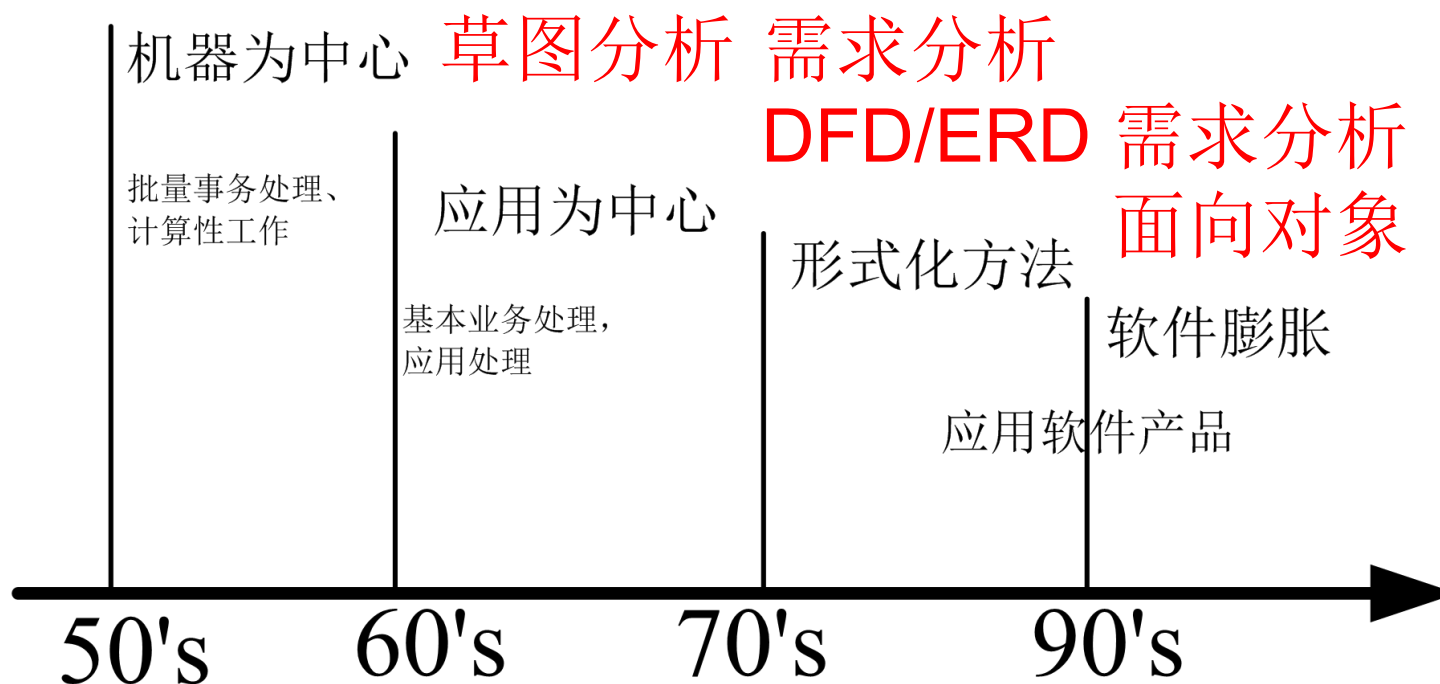 机器为中心 草图分析 需求分析
DFD/ERD 需求分析
批量事务处理、
计算性工作
应用为中心
面向对象
形式化方法
基本业务处理，
应用处理
软件膨胀
应用软件产品
50's 60's 70's 90's